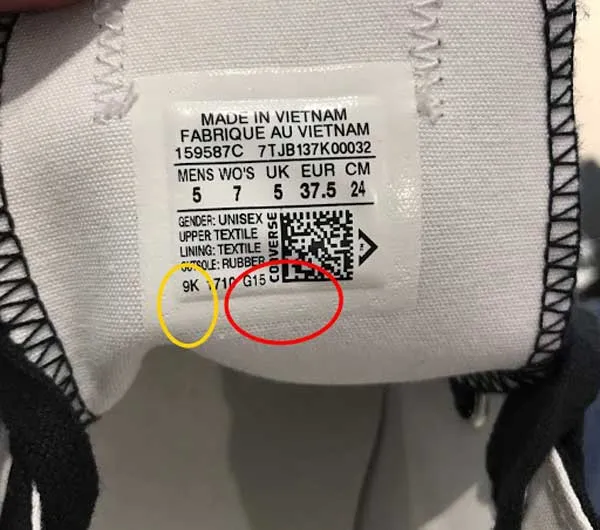 MADE IN VIETNAM
FABRIQUE AU VIETNAM
159587C 7TJB137K00032
MENS WO'S UK EUR CM
5 7 5 37.5 24
GENDER: UNISEX
UPPER TEXTILE
LINING: TEXTILE
OUTSOLE: RUBBER
9K 1710 G15
CONVERSE